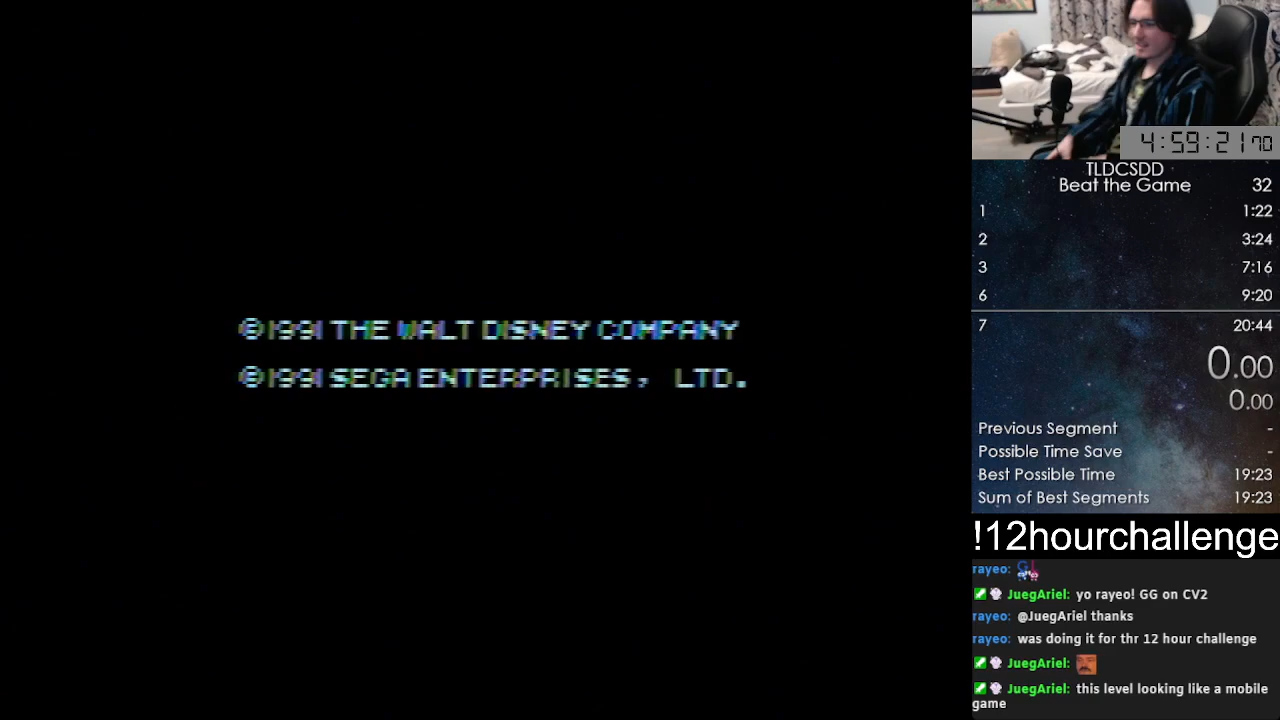 ©1991 THE WALT DISNEY COMPANY
©1991 SEGA ENTERPRISES, LTD.
4:59:21 70
TLDCSDD
Beat the Game 32
1 1:22
2 3:24
3 7:16
6 9:20
7 20:44
0.00
0.00
Previous Segment -
Possible Time Save -
Best Possible Time 19:23
Sum of Best Segments 19:23
!12hourchallenge
rayeo:
JuegAriel: yo rayeo! GG on CV2
rayeo: @JuegAriel thanks
rayeo: was doing it for thr 12 hour challenge
JuegAriel:
JuegAriel: this level looking like a mobile
game